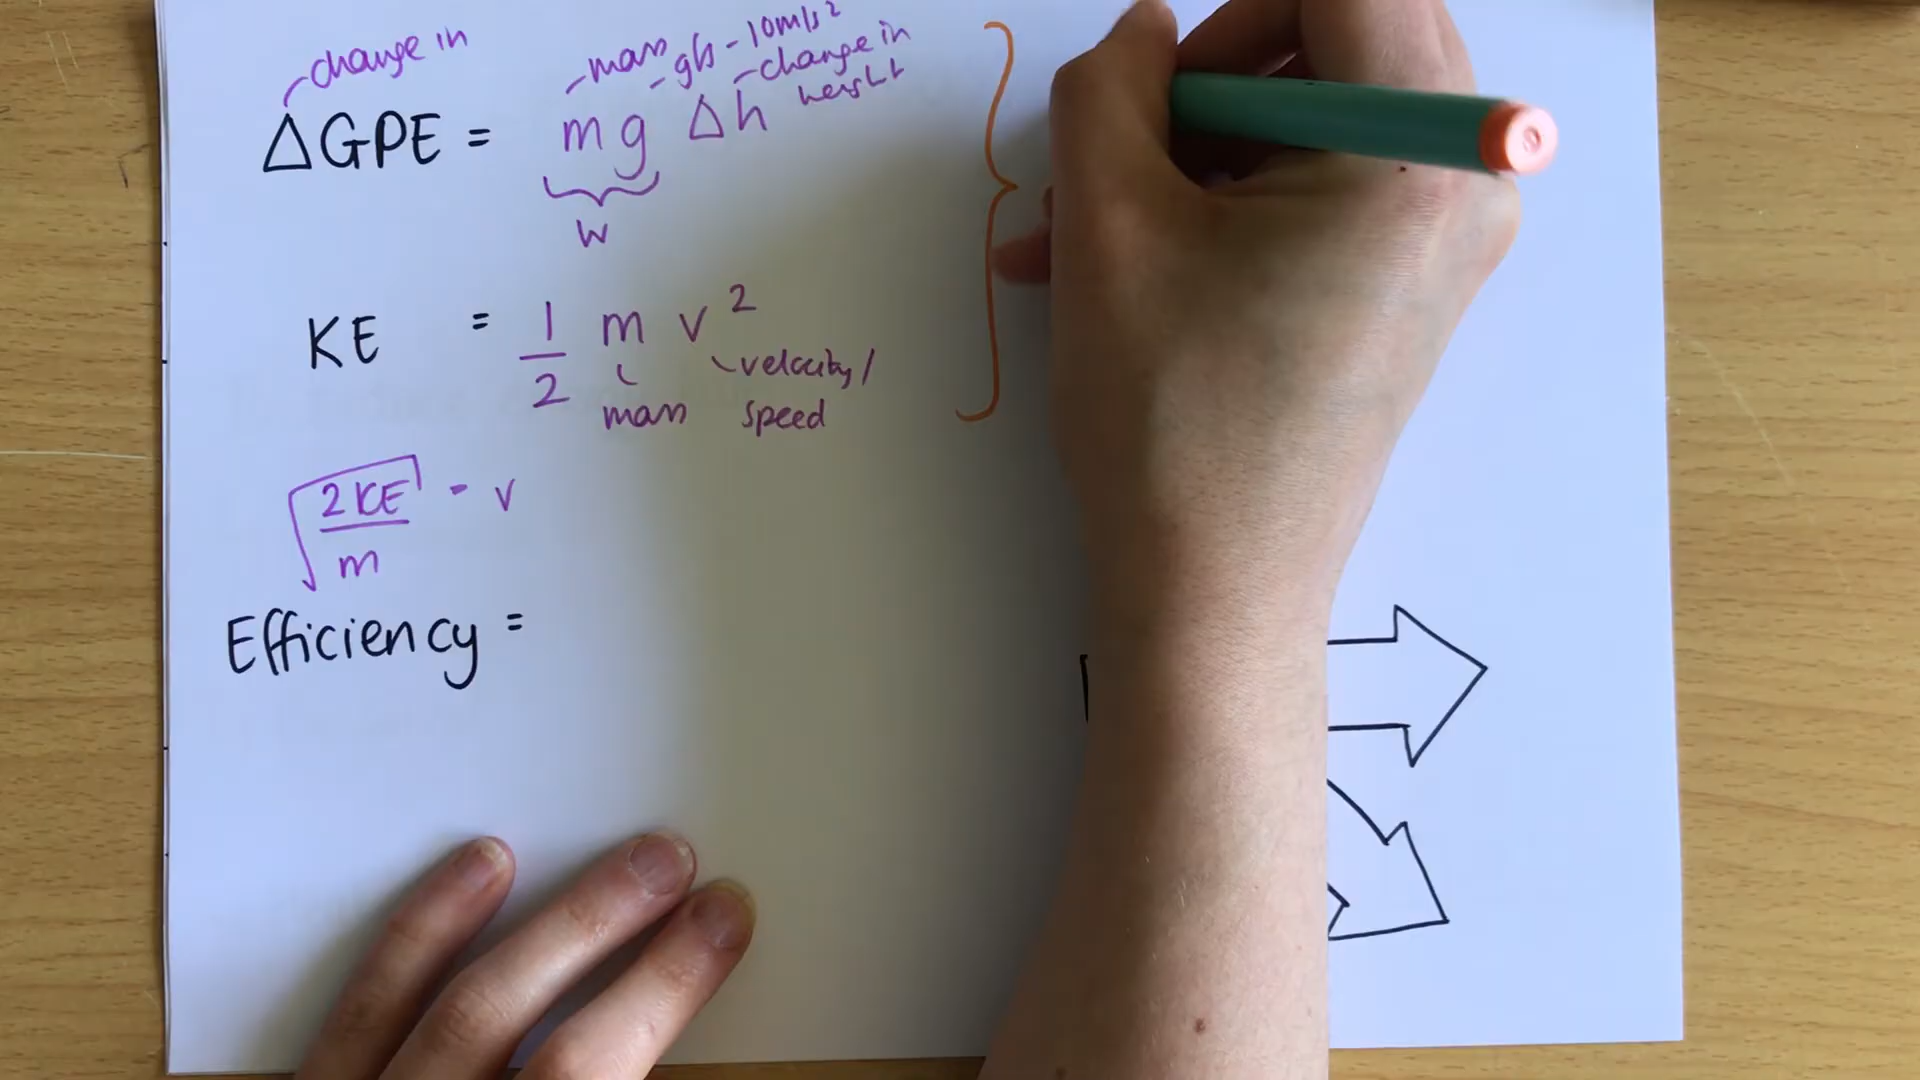 change in
mass
gfs - 10m/s²
change in
height
ΔGPE = mg Δh
W
KE = 1/2 m v²
mass
velocity/
speed
√2KE/m = v
Efficiency =